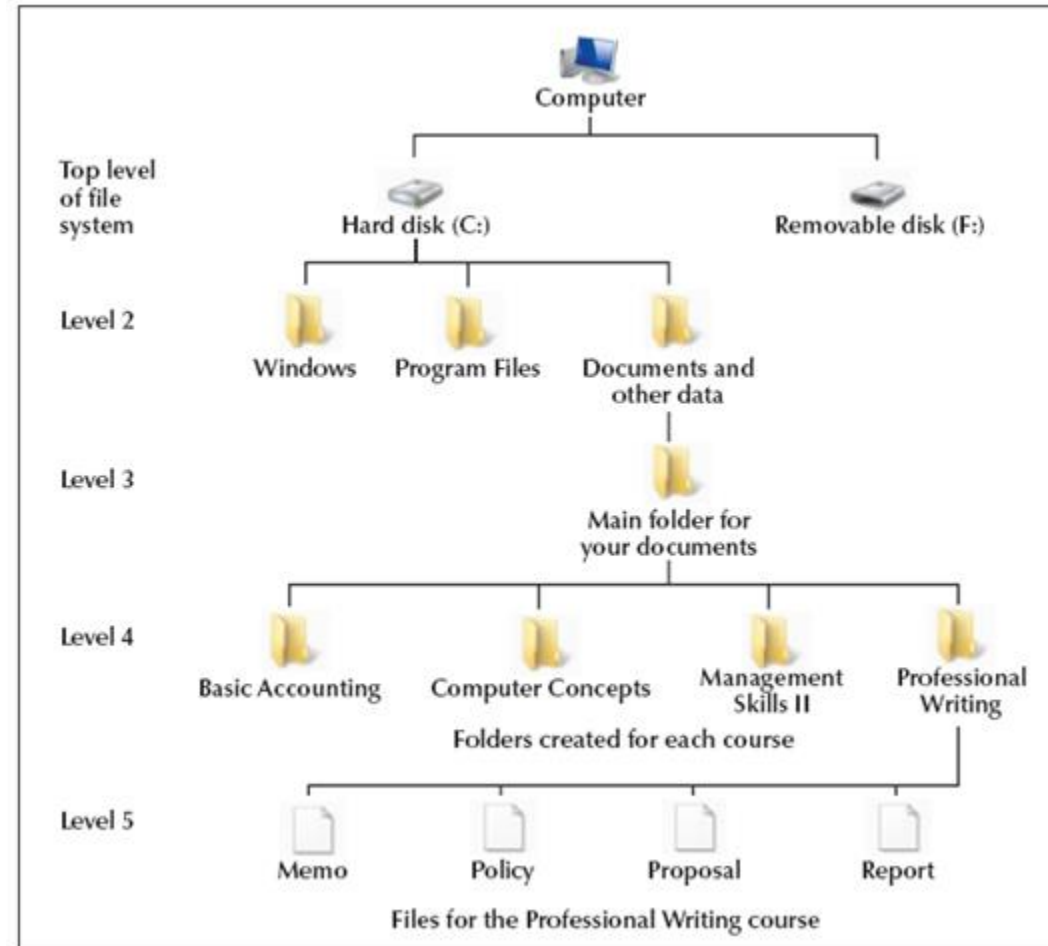 Computer
Top level
of file
system
Hard disk (C:)
Removable disk (F:)
Level 2
Windows
Program Files
Documents and
other data
Level 3
Main folder for
your documents
Level 4
Basic Accounting
Computer Concepts
Management
Skills II
Professional
Writing
Folders created for each course
Level 5
Memo
Policy
Proposal
Report
Files for the Professional Writing course